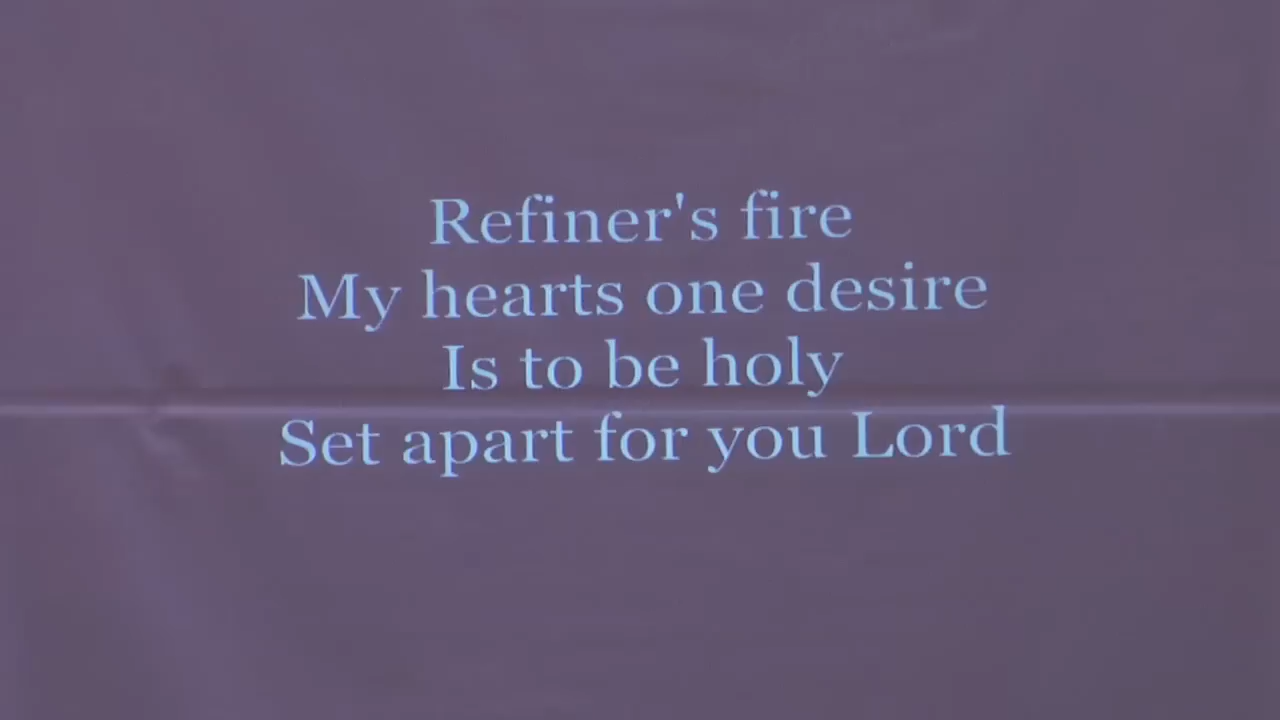 Refiner's fire
My hearts one desire
Is to be holy
Set apart for you Lord